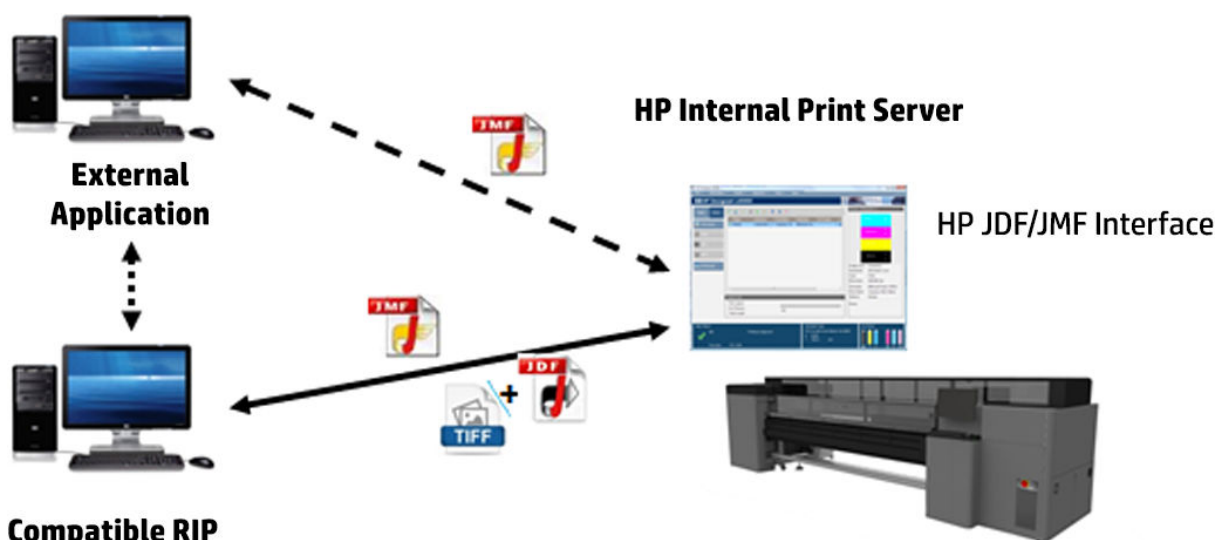 JMF
HP Internal Print Server
External
Application
HP JDF/JMF Interface
JMF
JDF
+
TIFF
Compatible RIP